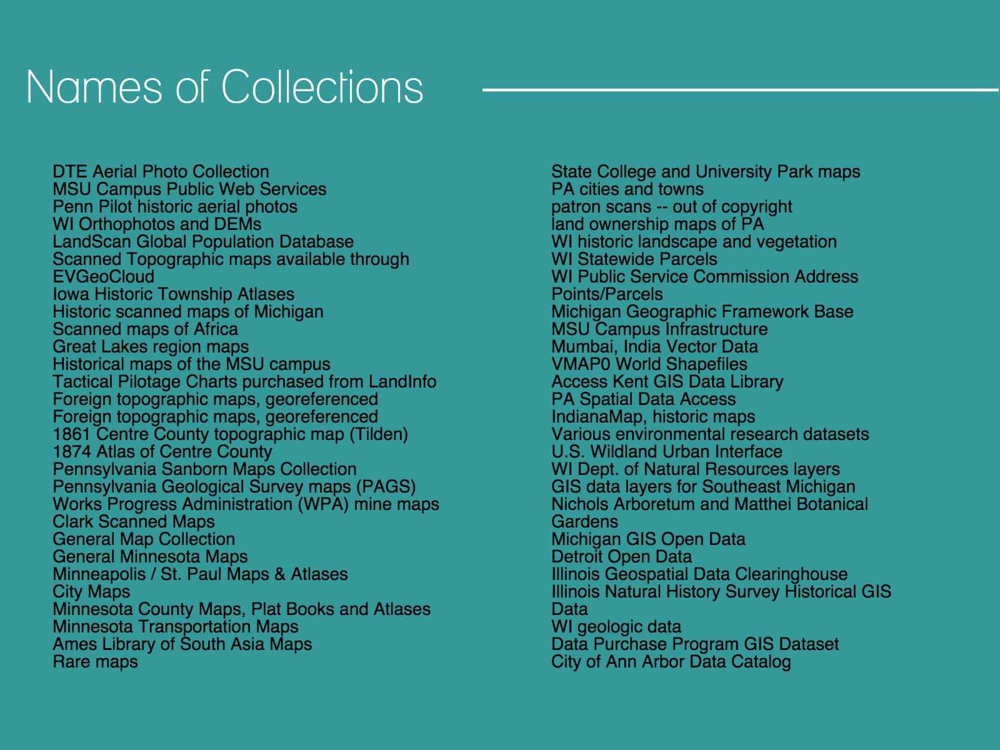 Names of Collections
DTE Aerial Photo Collection
MSU Campus Public Web Services
Penn Pilot historic aerial photos
WI Orthophotos and DEMs
LandScan Global Population Database
Scanned Topographic maps available through
EVGeoCloud
Iowa Historic Township Atlases
Historic scanned maps of Michigan
Scanned maps of Africa
Great Lakes region maps
Historical maps of the MSU campus
Tactical Pilotage Charts purchased from LandInfo
Foreign topographic maps, georeferenced
Foreign topographic maps, georeferenced
1861 Centre County topographic map (Tilden)
1874 Atlas of Centre County
Pennsylvania Sanborn Maps Collection
Pennsylvania Geological Survey maps (PAGS)
Works Progress Administration (WPA) mine maps
Clark Scanned Maps
General Map Collection
General Minnesota Maps
Minneapolis / St. Paul Maps & Atlases
City Maps
Minnesota County Maps, Plat Books and Atlases
Minnesota Transportation Maps
Ames Library of South Asia Maps
Rare maps
State College and University Park maps
PA cities and towns
patron scans -- out of copyright
land ownership maps of PA
WI historic landscape and vegetation
WI Statewide Parcels
WI Public Service Commission Address
Points/Parcels
Michigan Geographic Framework Base
MSU Campus Infrastructure
Mumbai, India Vector Data
VMAP0 World Shapefiles
Access Kent GIS Data Library
PA Spatial Data Access
IndianaMap, historic maps
Various environmental research datasets
U.S. Wildland Urban Interface
WI Dept. of Natural Resources layers
GIS data layers for Southeast Michigan
Nichols Arboretum and Matthei Botanical
Gardens
Michigan GIS Open Data
Detroit Open Data
Illinois Geospatial Data Clearinghouse
Illinois Natural History Survey Historical GIS
Data
WI geologic data
Data Purchase Program GIS Dataset
City of Ann Arbor Data Catalog